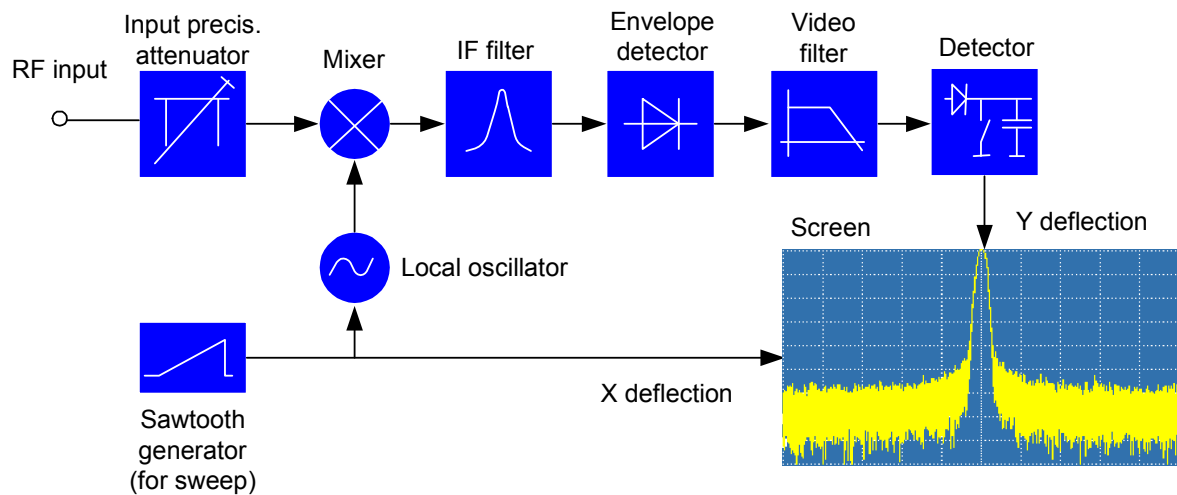 Input precis.
attenuator
RF input
Mixer
IF filter
Envelope
detector
Video
filter
Detector
Local oscillator
Screen
Y deflection
X deflection
Sawtooth
generator
(for sweep)